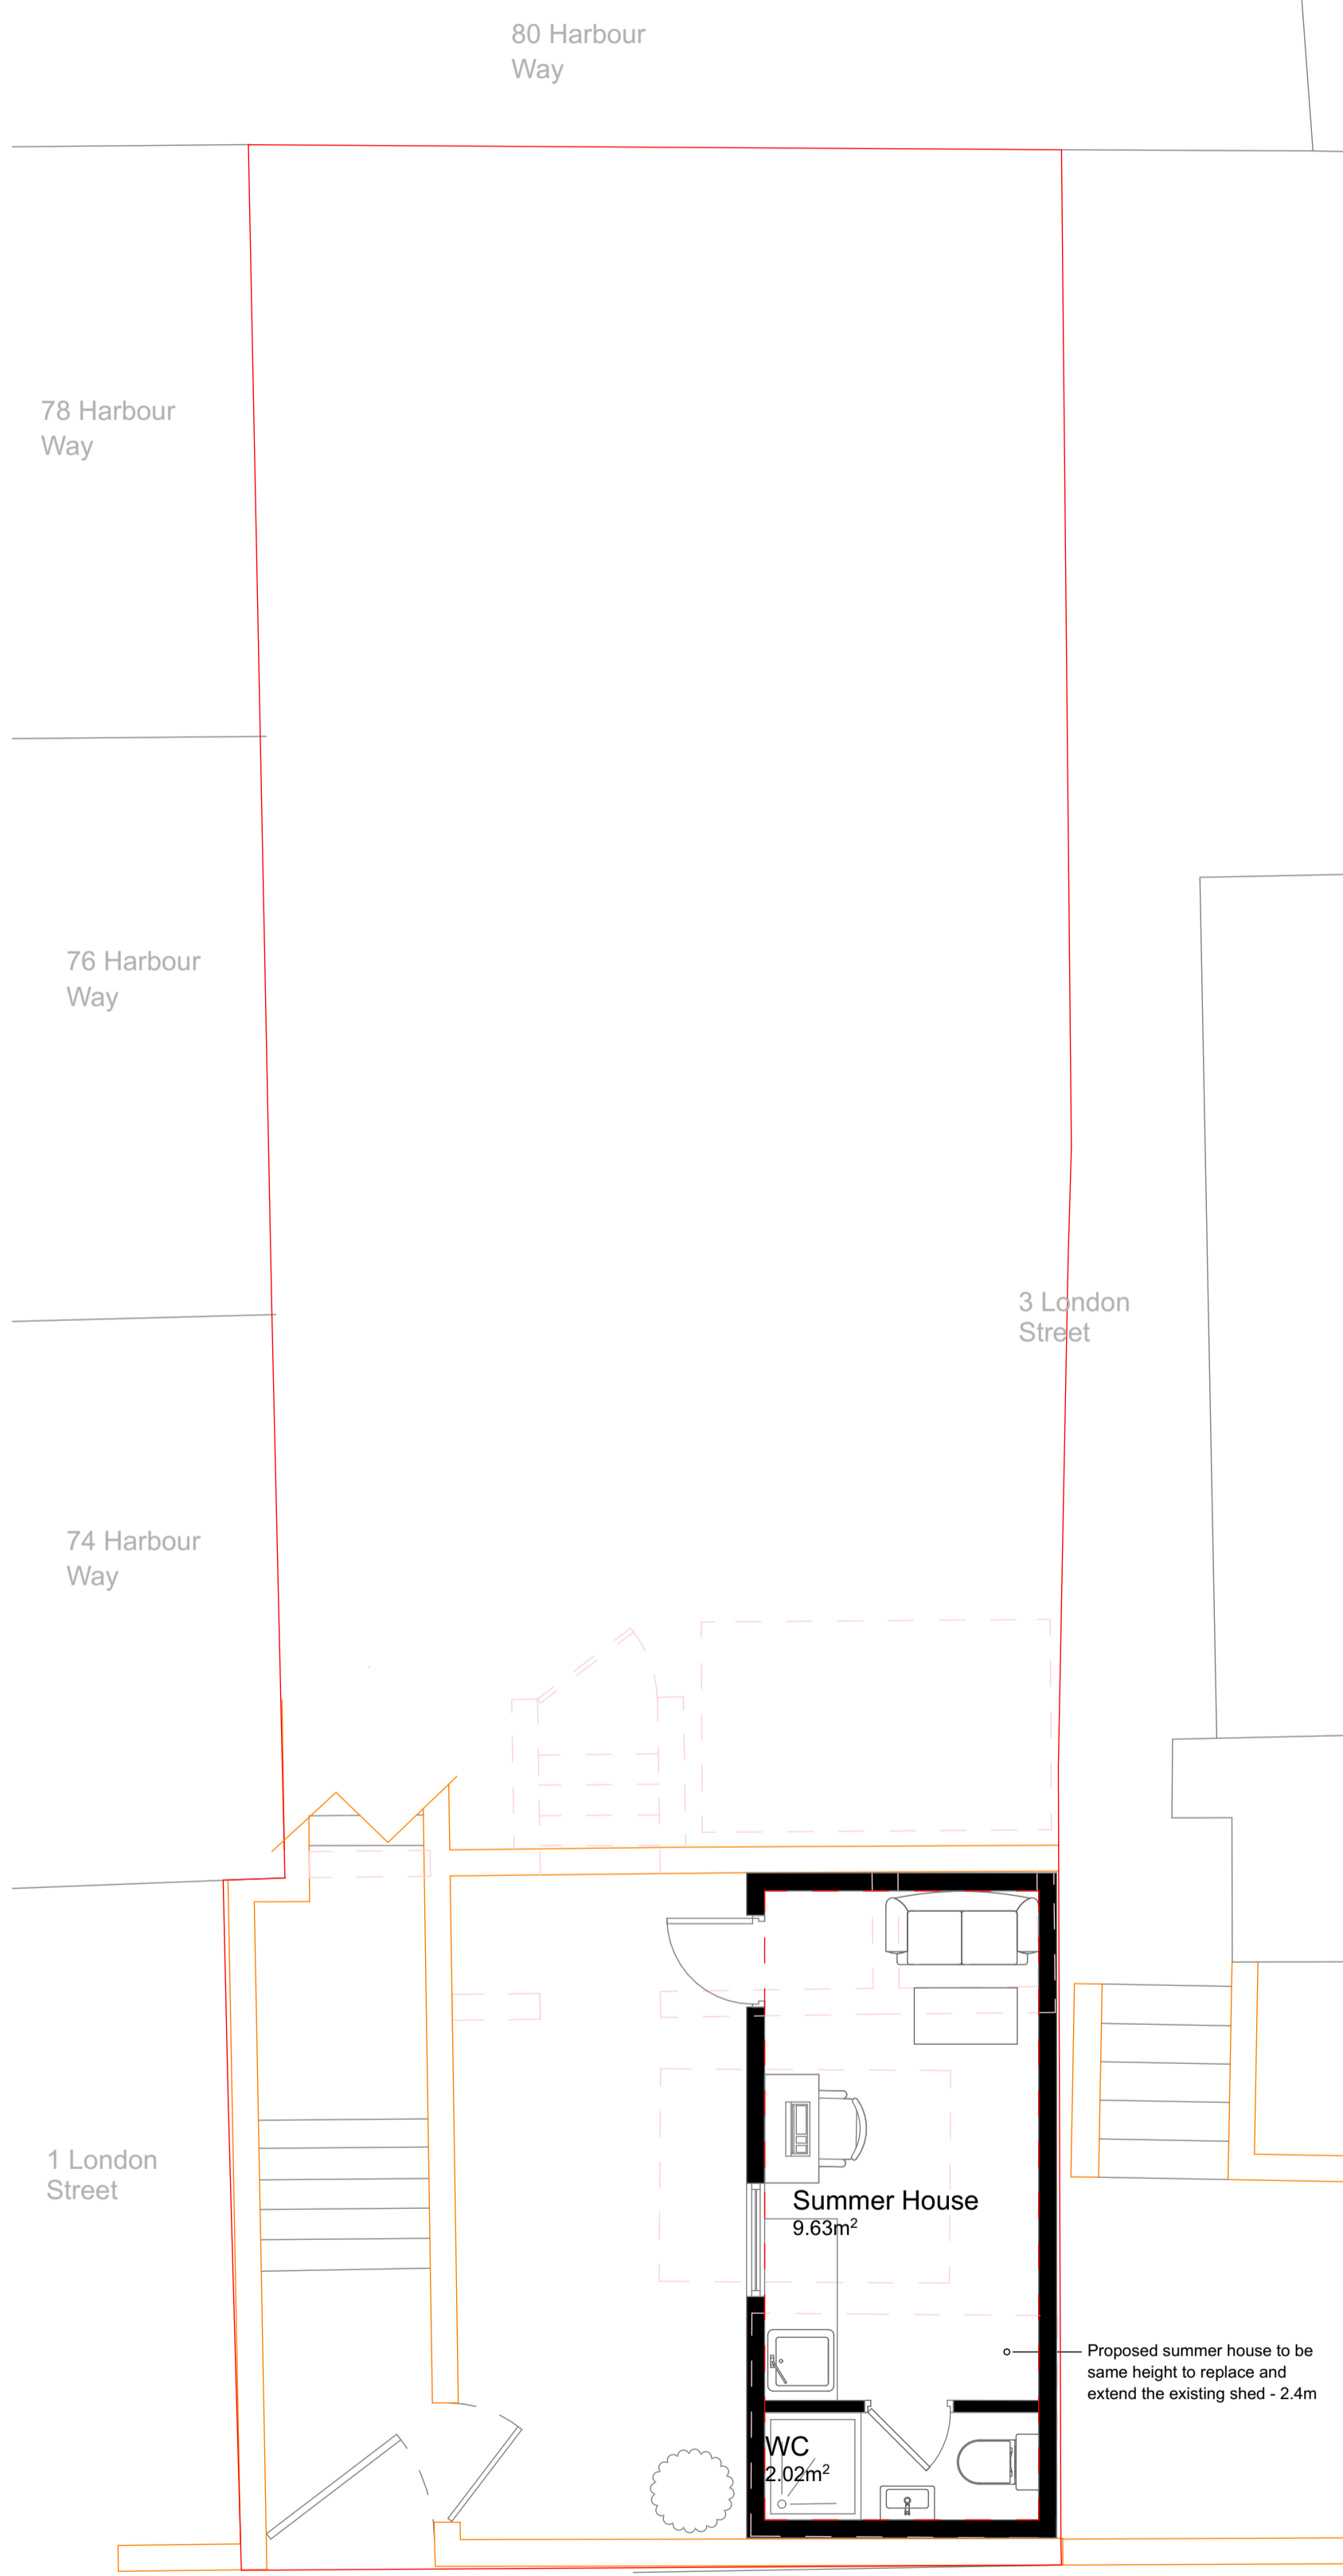 80 Harbour
Way
78 Harbour
Way
76 Harbour
Way
3 London
Street
74 Harbour
Way
1 London
Street
Summer House
9.63m²
Proposed summer house to be
same height to replace and
extend the existing shed - 2.4m
WC
2.02m²